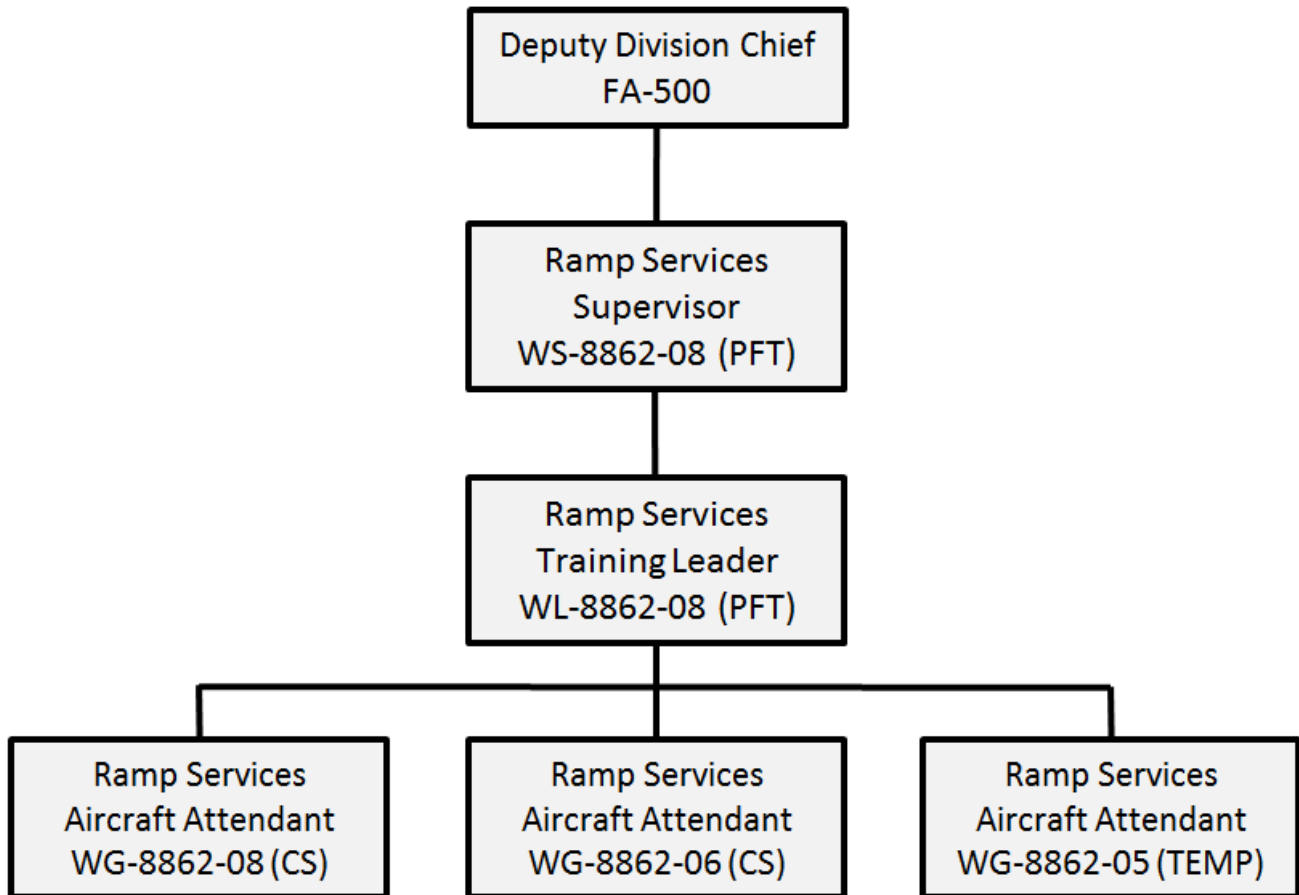 Deputy Division Chief
FA-500
Ramp Services
Supervisor
WS-8862-08 (PFT)
Ramp Services
Training Leader
WL-8862-08 (PFT)
Ramp Services
Aircraft Attendant
WG-8862-08 (CS)
Ramp Services
Aircraft Attendant
WG-8862-06 (CS)
Ramp Services
Aircraft Attendant
WG-8862-05 (TEMP)